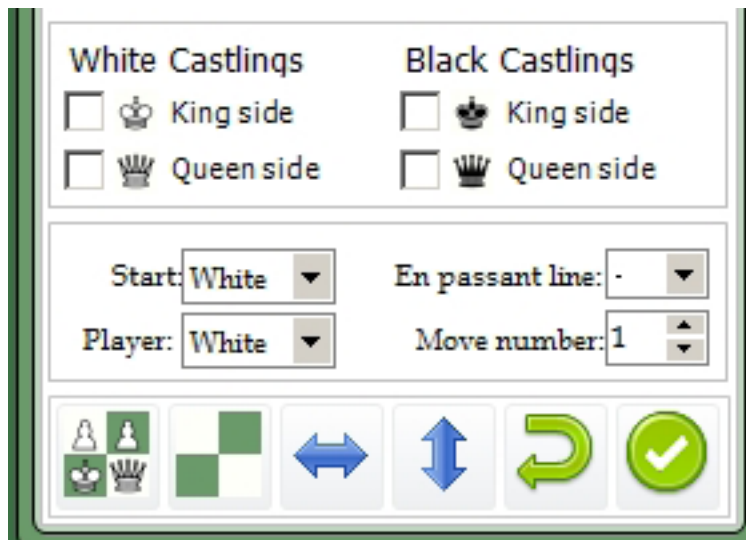 White Castlings Black Castlings
King side King side
Queen side Queen side
Start: White En passant line: -
Player: White Move number: 1